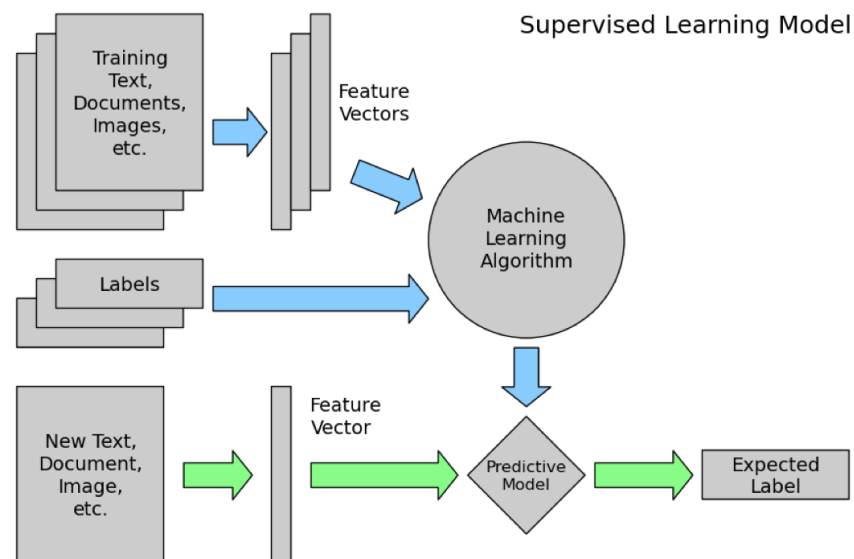 Supervised Learning Model
Training
Text,
Documents,
Images,
etc.
Feature
Vectors
Machine
Learning
Algorithm
Labels
New Text,
Document,
Image,
etc.
Feature
Vector
Predictive
Model
Expected
Label